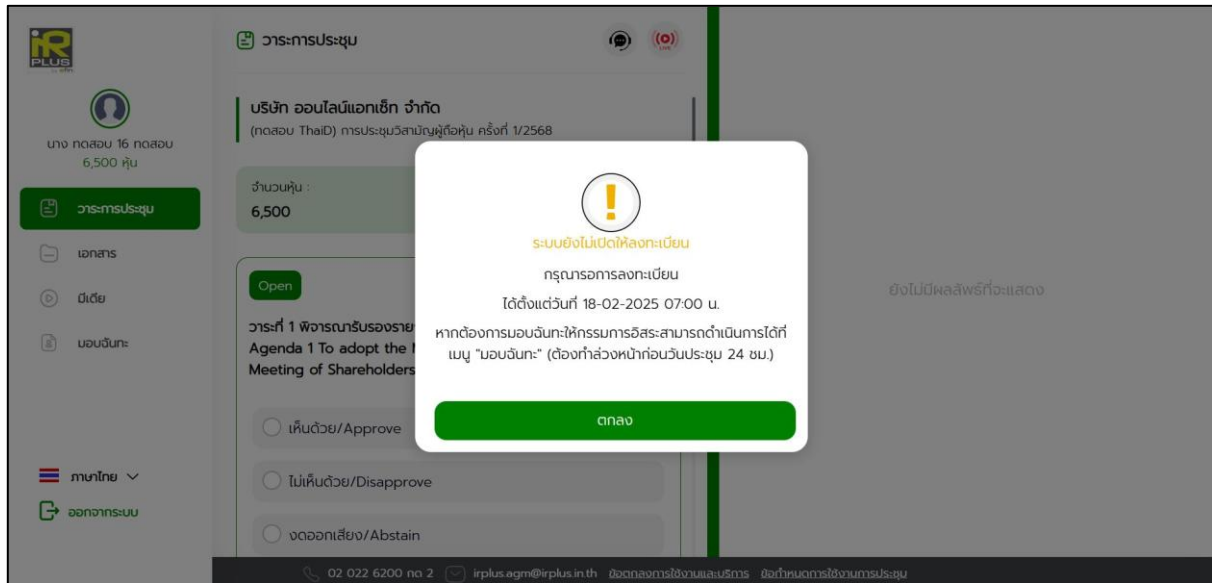 iR
PLUS
นาง ทดสอบ 16 ทดสอบ
6,500 หุ้น
วาระการประชุม
เอกสาร
มีเดีย
มอบฉันทะ
ภาษาไทย
ออกจากระบบ
วาระการประชุม
LIVE
บริษัท ออนไลน์แอทเซ็ท จำกัด
(ทดสอบ ThaiD) การประชุมวิสามัญผู้ถือหุ้น ครั้งที่ 1/2568
จำนวนหุ้น :
6,500
Open
วาระที่ 1 พิจารณารับรองราย
Agenda 1 To adopt the
Meeting of Shareholders
เห็นด้วย/Approve
ไม่เห็นด้วย/Disapprove
งดออกเสียง/Abstain
ระบบยังไม่เปิดให้ลงทะเบียน
กรุณารอการลงทะเบียน
ได้ตั้งแต่วันที่ 18-02-2025 07:00 น.
หากต้องการมอบฉันทะให้กรรมการอิสระสามารถดำเนินการได้ที่
เมนู "มอบฉันทะ" (ต้องทำล่วงหน้าก่อนวันประชุม 24 ชม.)
ตกลง
ยังไม่มีผลลัพธ์ที่จะแสดง
02 022 6200 กด 2 irplus.agm@irplus.in.th ข้อตกลงการใช้งานและบริการ ข้อกำหนดการใช้งานการประชุม